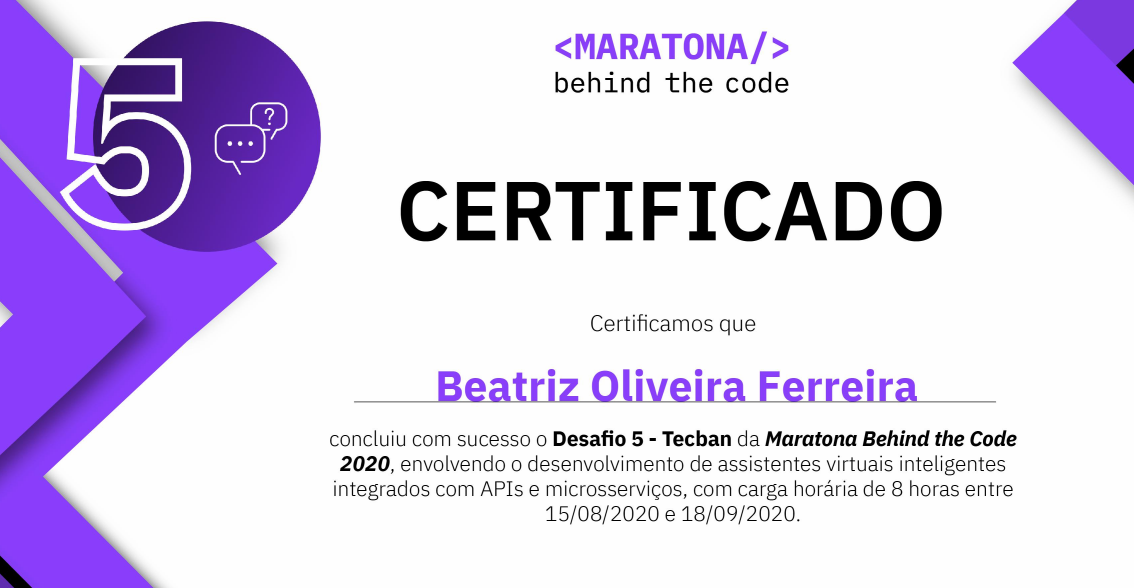 5
?
<MARATONA/>
behind the code
CERTIFICADO
Certificamos que
Beatriz Oliveira Ferreira
concluiu com sucesso o Desafio 5 - Tecban da Maratona Behind the Code
2020, envolvendo o desenvolvimento de assistentes virtuais inteligentes
integrados com APIs e microsserviços, com carga horária de 8 horas entre
15/08/2020 e 18/09/2020.